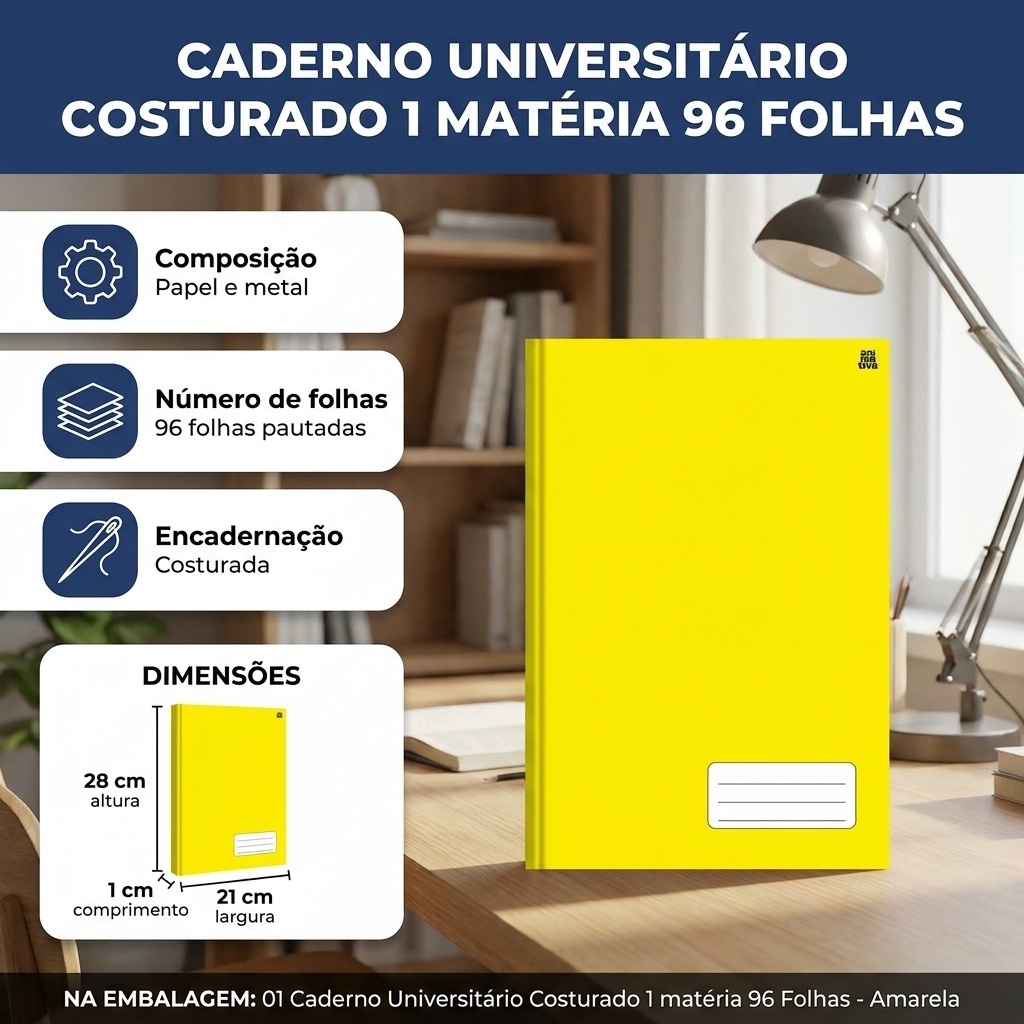 CADERNO UNIVERSITÁRIO
COSTURADO 1 MATÉRIA 96 FOLHAS
Composição
Papel e metal
Número de folhas
96 folhas pautadas
Encadernação
Costurada
DIMENSÕES
28 cm
altura
1 cm
comprimento
21 cm
largura
NA EMBALAGEM: 01 Caderno Universitário Costurado 1 matéria 96 Folhas - Amarela